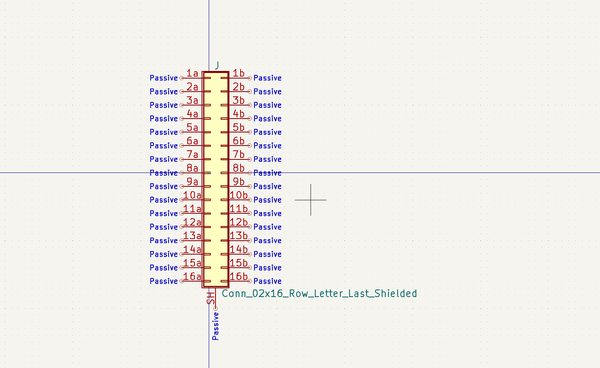 J
Passive 1a 1b Passive
Passive 2a 2b Passive
Passive 3a 3b Passive
Passive 4a 4b Passive
Passive 5a 5b Passive
Passive 6a 6b Passive
Passive 7a 7b Passive
Passive 8a 8b Passive
Passive 9a 9b Passive
Passive 10a 10b Passive
Passive 11a 11b Passive
Passive 12a 12b Passive
Passive 13a 13b Passive
Passive 14a 14b Passive
Passive 15a 15b Passive
Passive 16a 16b Passive
SH
Conn_02x16_Row_Letter_Last_Shielded
Passive